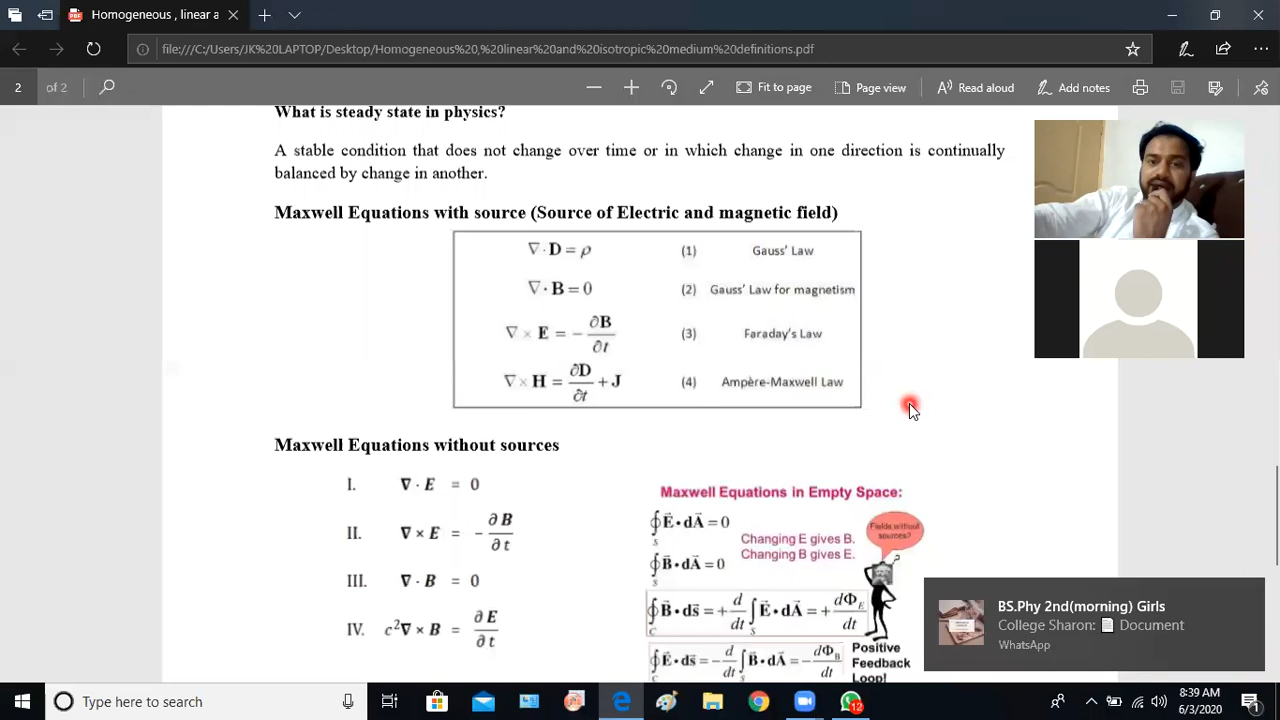 PDF Homogeneous, linear a
file:///C:/Users/JK%20LAPTOP/Desktop/Homogeneous%20,%20linear%20and%20isotropic%20medium%20definitions.pdf
2 of 2
Fit to page
Page view
Read aloud
Add notes
What is steady state in physics?
A stable condition that does not change over time or in which change in one direction is continually
balanced by change in another.
Maxwell Equations with source (Source of Electric and magnetic field)
∇ · D = ρ (1) Gauss' Law
∇ · B = 0 (2) Gauss' Law for magnetism
∇ × E = − ∂B/∂t (3) Faraday's Law
∇ × H = ∂D/∂t + J (4) Ampère-Maxwell Law
Maxwell Equations without sources
I. ∇ · E = 0
II. ∇ × E = − ∂B/∂t
III. ∇ · B = 0
IV. c²∇ × B = ∂E/∂t
Maxwell Equations in Empty Space:
∮S E⃗ • dA⃗ = 0
∮S B⃗ • dA⃗ = 0
Changing E gives B.
Changing B gives E.
Fields without
sources?
∮C B⃗ • ds⃗ = + d/dt ∫S E⃗ • dA⃗ = + dΦE/dt
∮C E⃗ • ds⃗ = − d/dt ∫S B⃗ • dA⃗ = − dΦB/dt
Positive
Feedback
Loop!
BS.Phy 2nd(morning) Girls
College Sharon: 📄 Document
WhatsApp
Type here to search
12
8:39 AM
6/3/2020
1